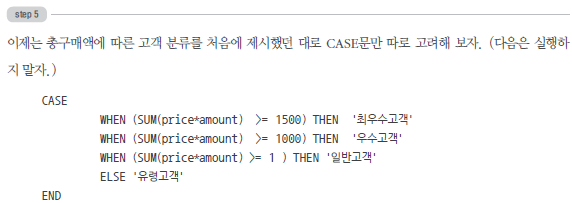 step 5
이제는 총구매액에 따른 고객 분류를 처음에 제시했던 대로 CASE문만 따로 고려해 보자. (다음은 실행하
지 말자.)
CASE
WHEN (SUM(price*amount) >= 1500) THEN '최우수고객'
WHEN (SUM(price*amount) >= 1000) THEN '우수고객'
WHEN (SUM(price*amount) >= 1 ) THEN '일반고객'
ELSE '유령고객'
END